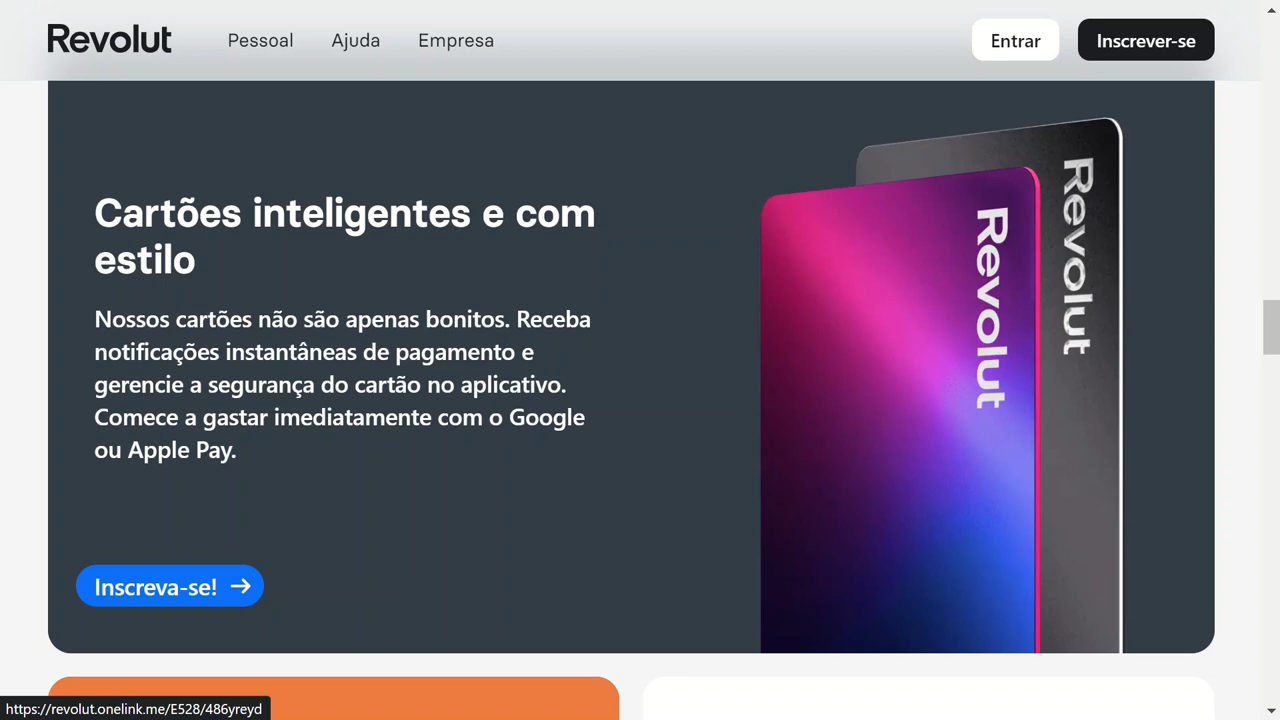 Revolut
Pessoal
Ajuda
Empresa
Entrar
Inscrever-se
Cartões inteligentes e com
estilo
Nossos cartões não são apenas bonitos. Receba
notificações instantâneas de pagamento e
gerencie a segurança do cartão no aplicativo.
Comece a gastar imediatamente com o Google
ou Apple Pay.
Revolut
Revolut
Inscreva-se!
https://revolut.onelink.me/E528/486yreyd